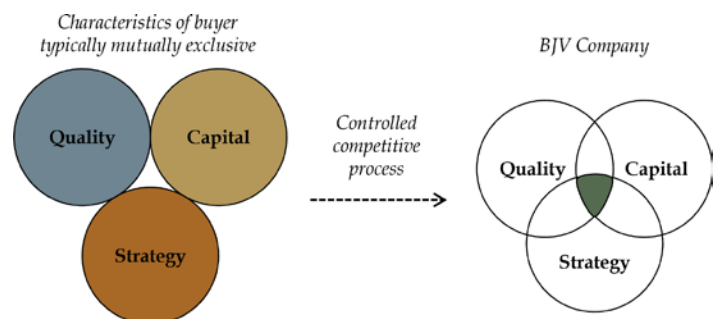 Characteristics of buyer
typically mutually exclusive
BJV Company
Quality
Capital
Strategy
Controlled
competitive
process
Quality
Capital
Strategy